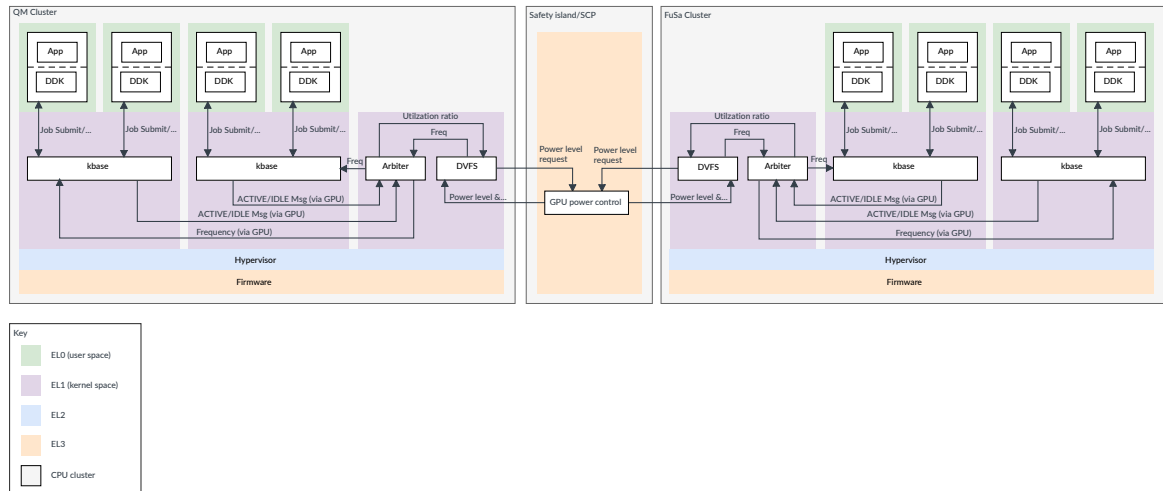 QM Cluster
Safety island/SCP
FuSa Cluster
App
App
App
App
App
App
App
App
DDK
DDK
DDK
DDK
DDK
DDK
DDK
DDK
Job Submit/...
Job Submit/...
Job Submit/...
Job Submit/...
Utilzation ratio
Freq
Utilzation ratio
Freq
Job Submit/...
Job Submit/...
Job Submit/...
Job Submit/...
Power level
request
Power level
request
kbase
kbase
Freq
Arbiter
DVFS
DVFS
Arbiter
Freq
kbase
kbase
ACTIVE/IDLE Msg (via GPU)
Power level &...
GPU power control
Power level &...
ACTIVE/IDLE Msg (via GPU)
ACTIVE/IDLE Msg (via GPU)
ACTIVE/IDLE Msg (via GPU)
Frequency (via GPU)
Frequency (via GPU)
Hypervisor
Hypervisor
Firmware
Firmware
Key
EL0 (user space)
EL1 (kernel space)
EL2
EL3
CPU cluster